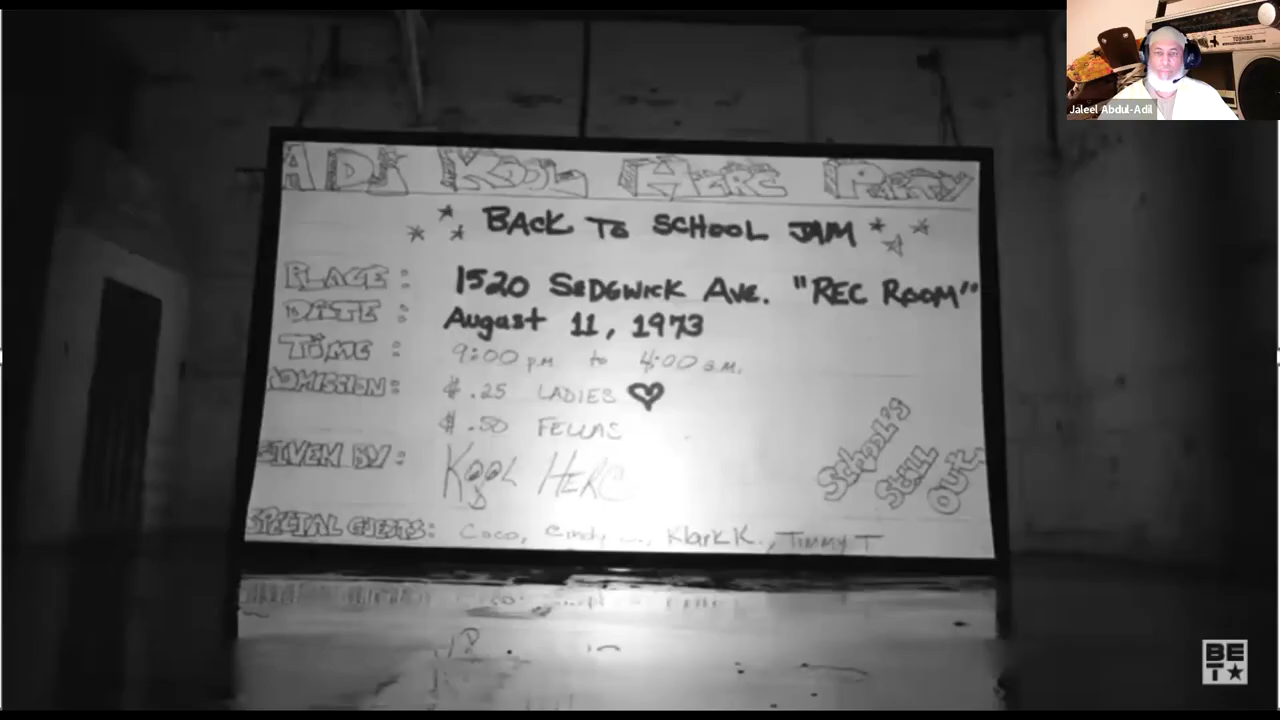 TOSHIBA
Jaleel Abdul-Adil
A DJ KOOL HERC PARTY
BACK TO SCHOOL JAM
PLACE: 1520 SEDGWICK AVE. "REC ROOM"
DATE: August 11, 1973
TIME: 9:00 p.m. to 4:00 a.m.
ADMISSION: $.25 LADIES
$.50 FELLAS
GIVEN BY: KOOL HERC
SCHOOL'S
STILL
OUT
SPECIAL GUESTS: Coco, Cindy, Klark K., Timmy T
BET